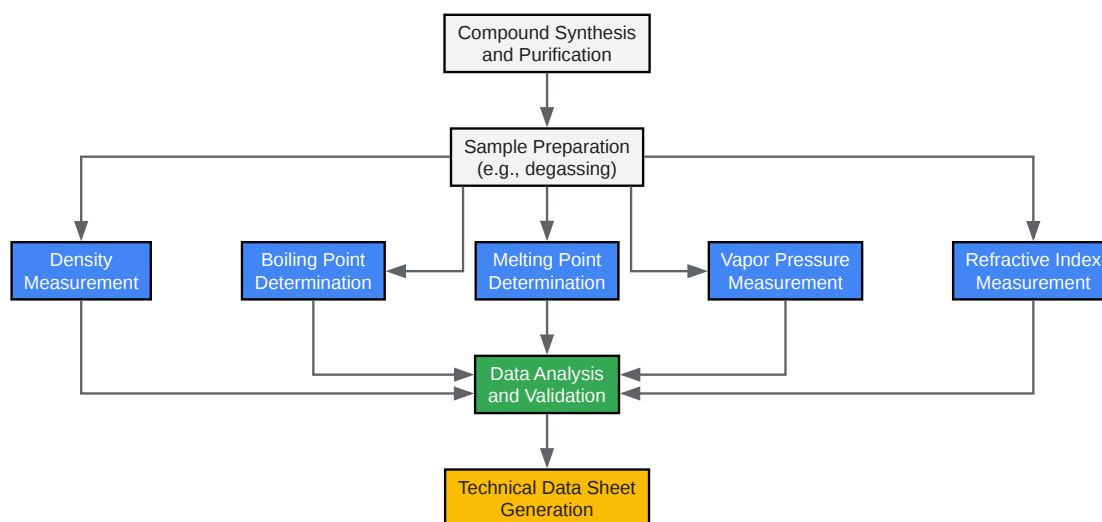 Compound Synthesis
and Purification
Sample Preparation
(e.g., degassing)
Density
Measurement
Boiling Point
Determination
Melting Point
Determination
Vapor Pressure
Measurement
Refractive Index
Measurement
Data Analysis
and Validation
Technical Data Sheet
Generation